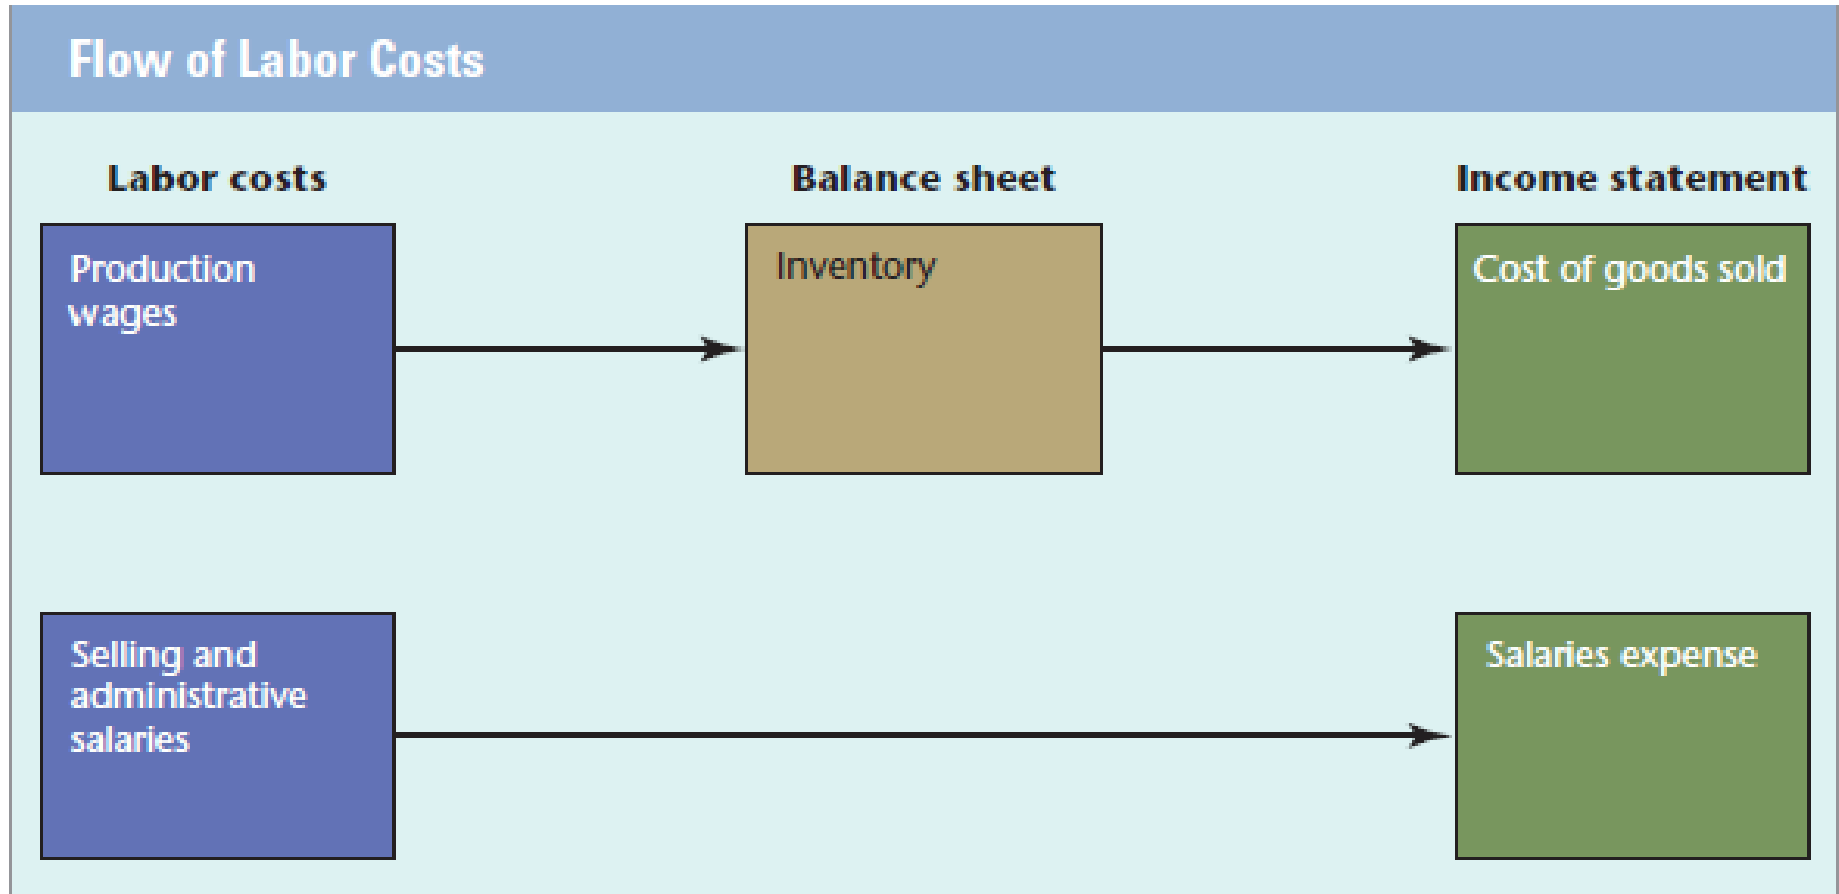 Flow of Labor Costs
Labor costs
Balance sheet
Income statement
Production
wages
Inventory
Cost of goods sold
Selling and
administrative
salaries
Salaries expense